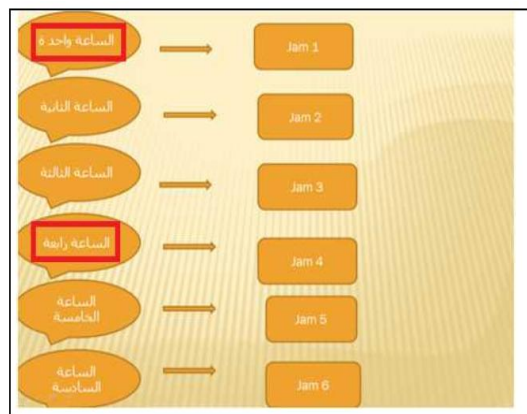 الساعة واحدة
Jam 1
الساعة الثانية
Jam 2
الساعة الثالثة
Jam 3
الساعة رابعة
Jam 4
الساعة
الخامسة
Jam 5
الساعة
السادسة
Jam 6